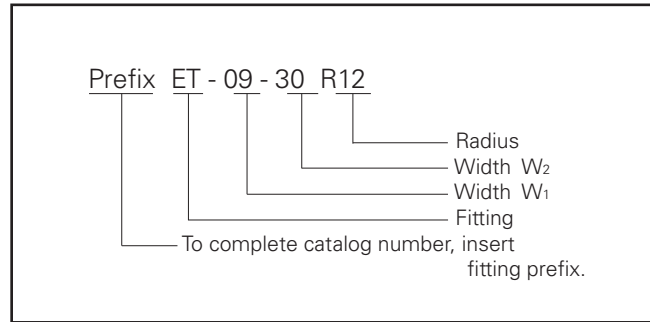 Prefix ET - 09 - 30 R12
Radius
Width W2
Width W1
Fitting
To complete catalog number, insert
fitting prefix.